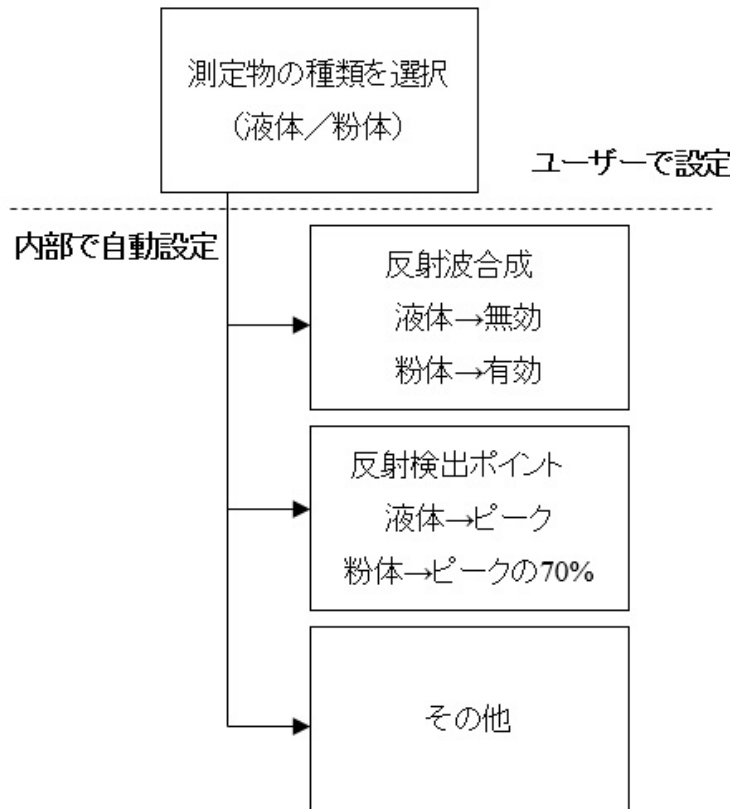 測定物の種類を選択
（液体／粉体）
ユーザーで設定
内部で自動設定
反射波合成
液体→無効
粉体→有効
反射検出ポイント
液体→ピーク
粉体→ピークの70%
その他